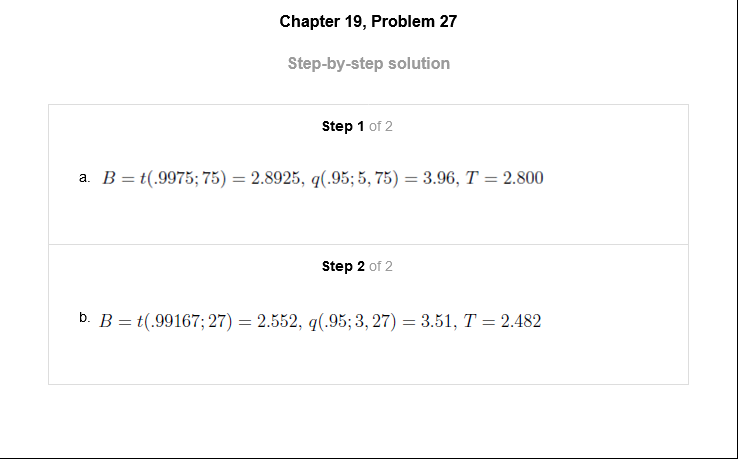 Chapter 19, Problem 27
Step-by-step solution
Step 1 of 2
a. B = t(.9975; 75) = 2.8925, q(.95; 5, 75) = 3.96, T = 2.800
Step 2 of 2
b. B = t(.99167; 27) = 2.552, q(.95; 3, 27) = 3.51, T = 2.482